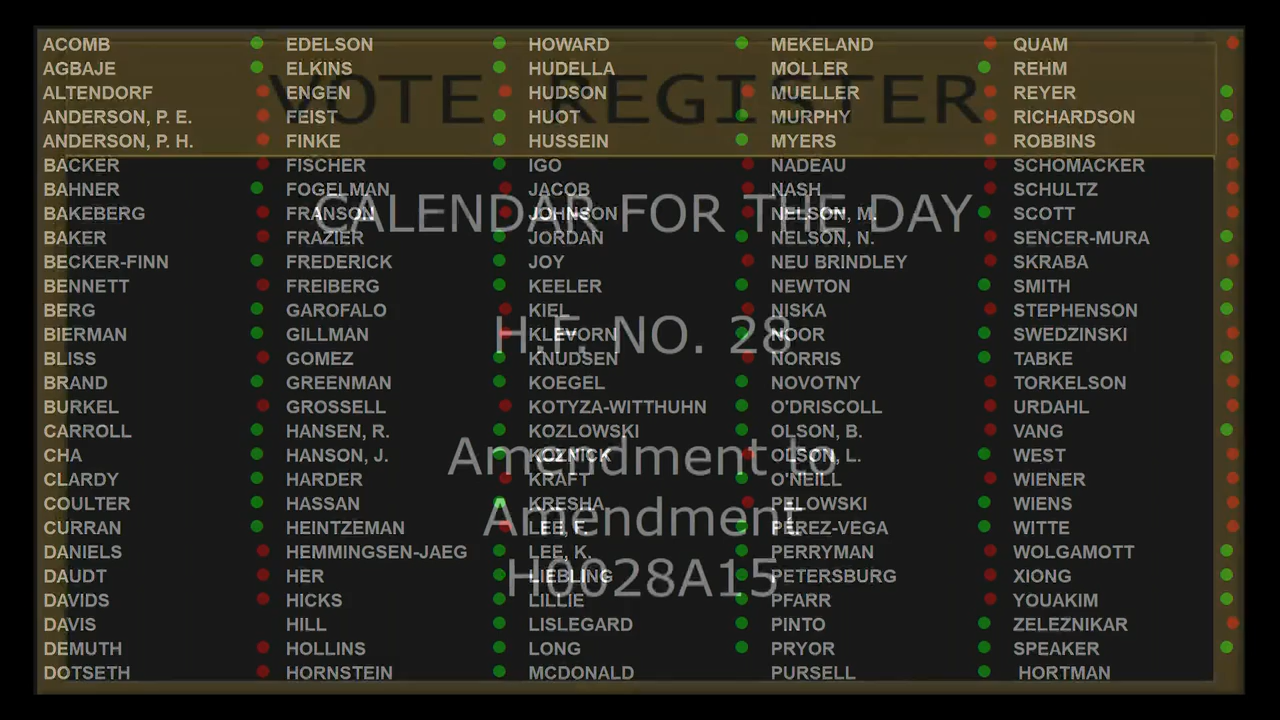 VOTE REGISTER
CALENDAR FOR THE DAY
H.F. NO. 28
Amendment to
Amendment
H0028A15
ACOMB EDELSON HOWARD MEKELAND QUAM
AGBAJE ELKINS HUDELLA MOLLER REHM
ALTENDORF ENGEN HUDSON MUELLER REYER
ANDERSON, P. E. FEIST HUOT MURPHY RICHARDSON
ANDERSON, P. H. FINKE HUSSEIN MYERS ROBBINS
BACKER FISCHER IGO NADEAU SCHOMACKER
BAHNER FOGELMAN JACOB NASH SCHULTZ
BAKEBERG FRANSON JOHNSON NELSON, M. SCOTT
BAKER FRAZIER JORDAN NELSON, N. SENCER-MURA
BECKER-FINN FREDERICK JOY NEU BRINDLEY SKRABA
BENNETT FREIBERG KEELER NEWTON SMITH
BERG GAROFALO KIEL NISKA STEPHENSON
BIERMAN GILLMAN KLEVORN NOOR SWEDZINSKI
BLISS GOMEZ KNUDSEN NORRIS TABKE
BRAND GREENMAN KOEGEL NOVOTNY TORKELSON
BURKEL GROSSELL KOTYZA-WITTHUHN O'DRISCOLL URDAHL
CARROLL HANSEN, R. KOZLOWSKI OLSON, B. VANG
CHA HANSON, J. KOZNICK OLSON, L. WEST
CLARDY HARDER KRAFT O'NEILL WIENER
COULTER HASSAN KRESHA PELOWSKI WIENS
CURRAN HEINTZEMAN LEE, F. PÉREZ-VEGA WITTE
DANIELS HEMMINGSEN-JAEG LEE, K. PERRYMAN WOLGAMOTT
DAUDT HER LIEBLING PETERSBURG XIONG
DAVIDS HICKS LILLIE PFARR YOUAKIM
DAVIS HILL LISLEGARD PINTO ZELEZNIKAR
DEMUTH HOLLINS LONG PRYOR SPEAKER
DOTSETH HORNSTEIN MCDONALD PURSELL HORTMAN